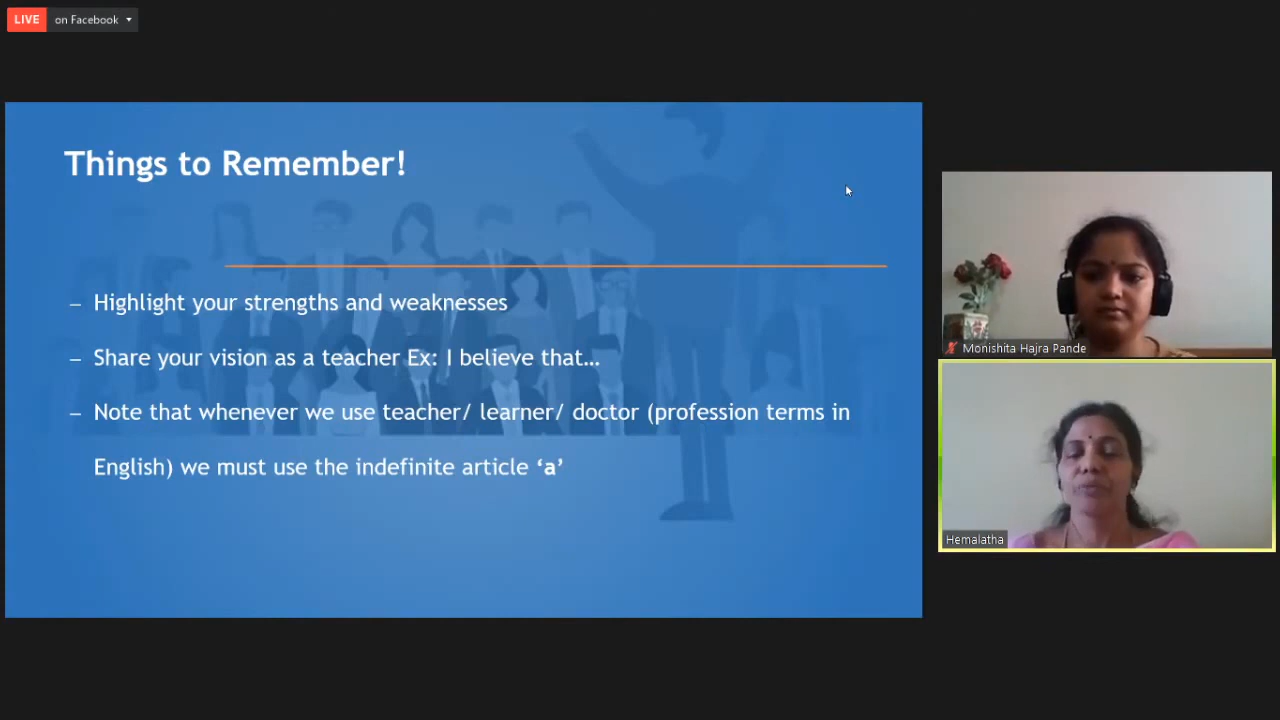 LIVE on Facebook
Things to Remember!
– Highlight your strengths and weaknesses
– Share your vision as a teacher Ex: I believe that…
– Note that whenever we use teacher/ learner/ doctor (profession terms in
English) we must use the indefinite article ‘a’
Monishita Hajra Pande
Hemalatha